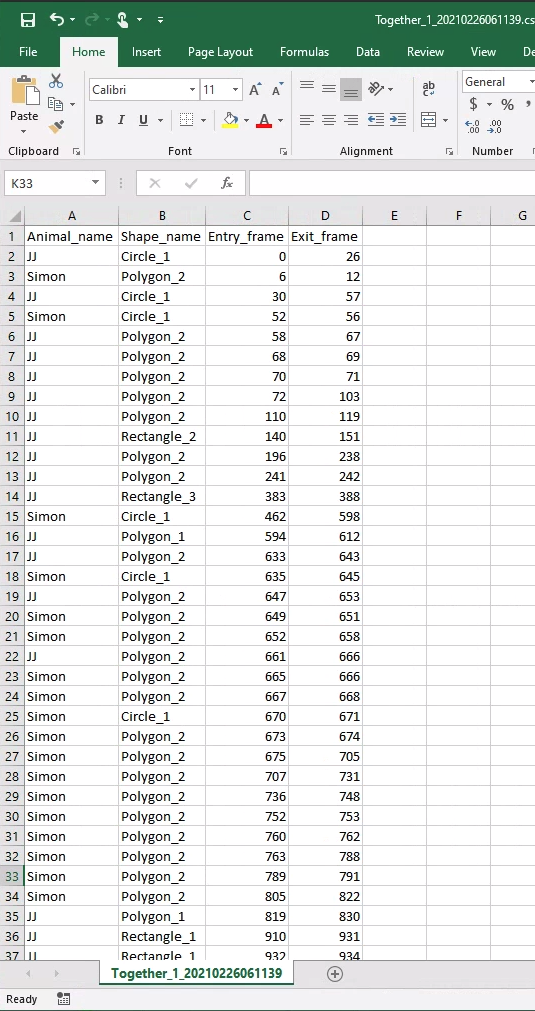 Together_1_20210226061139.cs
File Home Insert Page Layout Formulas Data Review View De
Paste
Calibri 11 A A ab General
B I U A $ % ,
Clipboard Font Alignment Number
K33 fx
A B C D E F G
1 Animal_name Shape_name Entry_frame Exit_frame
2 JJ Circle_1 0 26
3 Simon Polygon_2 6 12
4 JJ Circle_1 30 57
5 Simon Circle_1 52 56
6 JJ Polygon_2 58 67
7 JJ Polygon_2 68 69
8 JJ Polygon_2 70 71
9 JJ Polygon_2 72 103
10 JJ Polygon_2 110 119
11 JJ Rectangle_2 140 151
12 JJ Polygon_2 196 238
13 JJ Polygon_2 241 242
14 JJ Rectangle_3 383 388
15 Simon Circle_1 462 598
16 JJ Polygon_1 594 612
17 JJ Polygon_2 633 643
18 Simon Circle_1 635 645
19 JJ Polygon_2 647 653
20 Simon Polygon_2 649 651
21 Simon Polygon_2 652 658
22 JJ Polygon_2 661 666
23 Simon Polygon_2 665 666
24 Simon Polygon_2 667 668
25 Simon Circle_1 670 671
26 Simon Polygon_2 673 674
27 Simon Polygon_2 675 705
28 Simon Polygon_2 707 731
29 Simon Polygon_2 736 748
30 Simon Polygon_2 752 753
31 Simon Polygon_2 760 762
32 Simon Polygon_2 763 788
33 Simon Polygon_2 789 791
34 Simon Polygon_2 805 822
35 JJ Polygon_1 819 830
36 JJ Rectangle_1 910 931
37 JJ Rectangle_1 932 934
Together_1_20210226061139
Ready